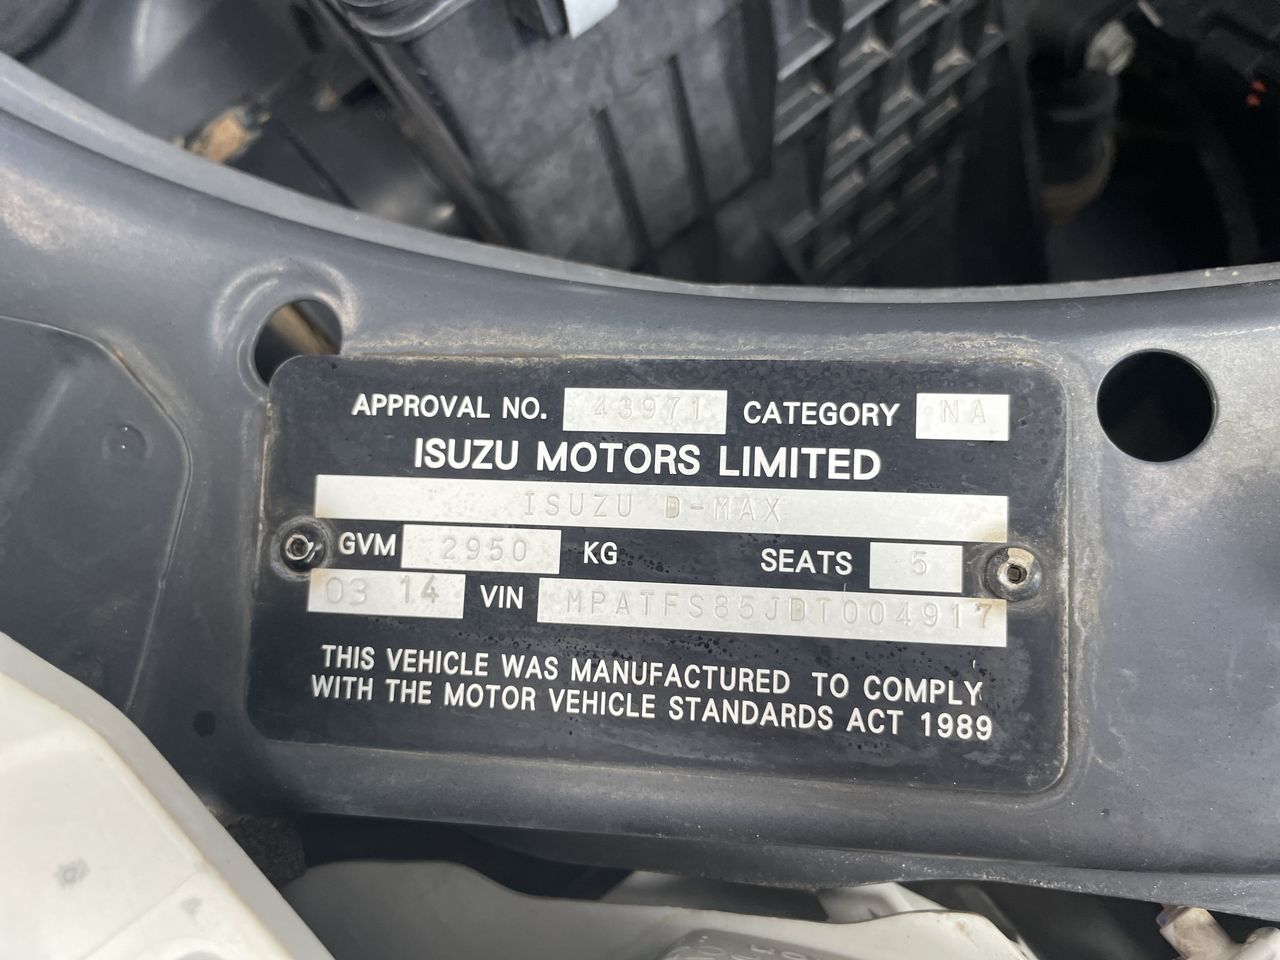 APPROVAL NO. 43971 CATEGORY NA
ISUZU MOTORS LIMITED
ISUZU D-MAX
GVM 2950 KG SEATS 5
03 14 VIN MPATFS85JDT004917
THIS VEHICLE WAS MANUFACTURED TO COMPLY
WITH THE MOTOR VEHICLE STANDARDS ACT 1989